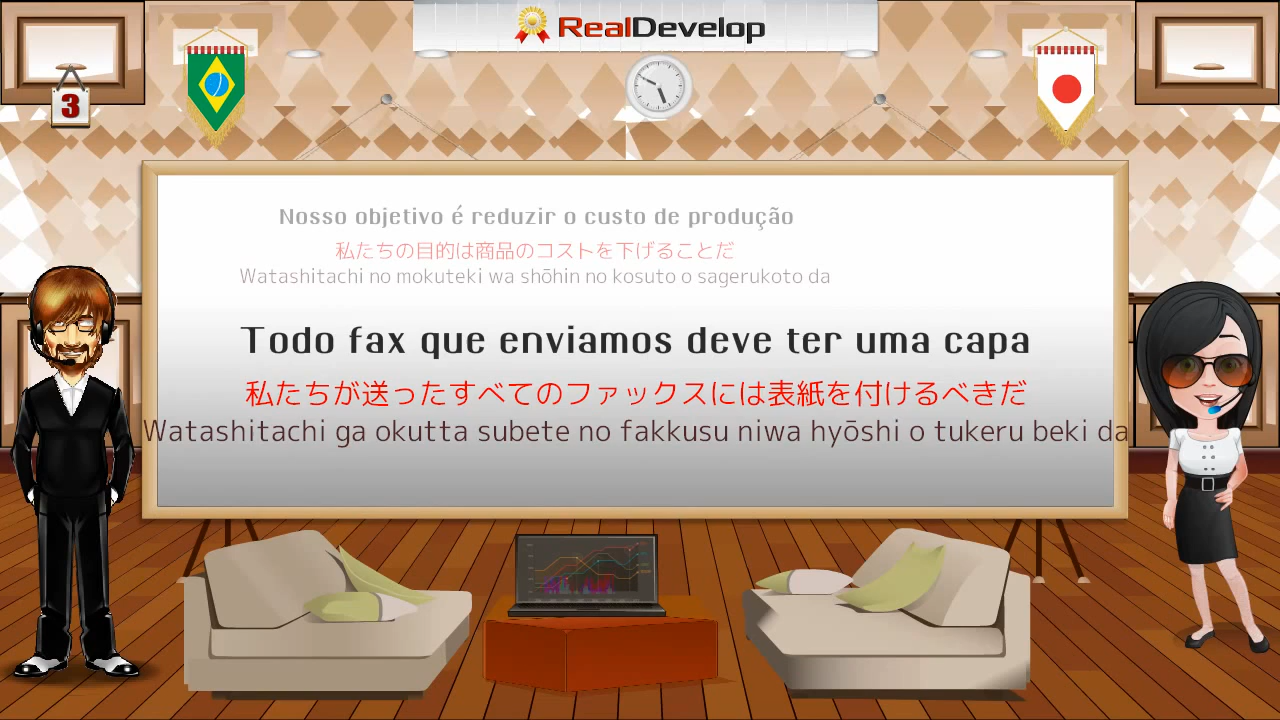 RealDevelop
3
Nosso objetivo é reduzir o custo de produção
私たちの目的は商品のコストを下げることだ
Watashitachi no mokuteki wa shōhin no kosuto o sagerukoto da
Todo fax que enviamos deve ter uma capa
私たちが送ったすべてのファックスには表紙を付けるべきだ
Watashitachi ga okutta subete no fakkusu niwa hyōshi o tukeru beki da